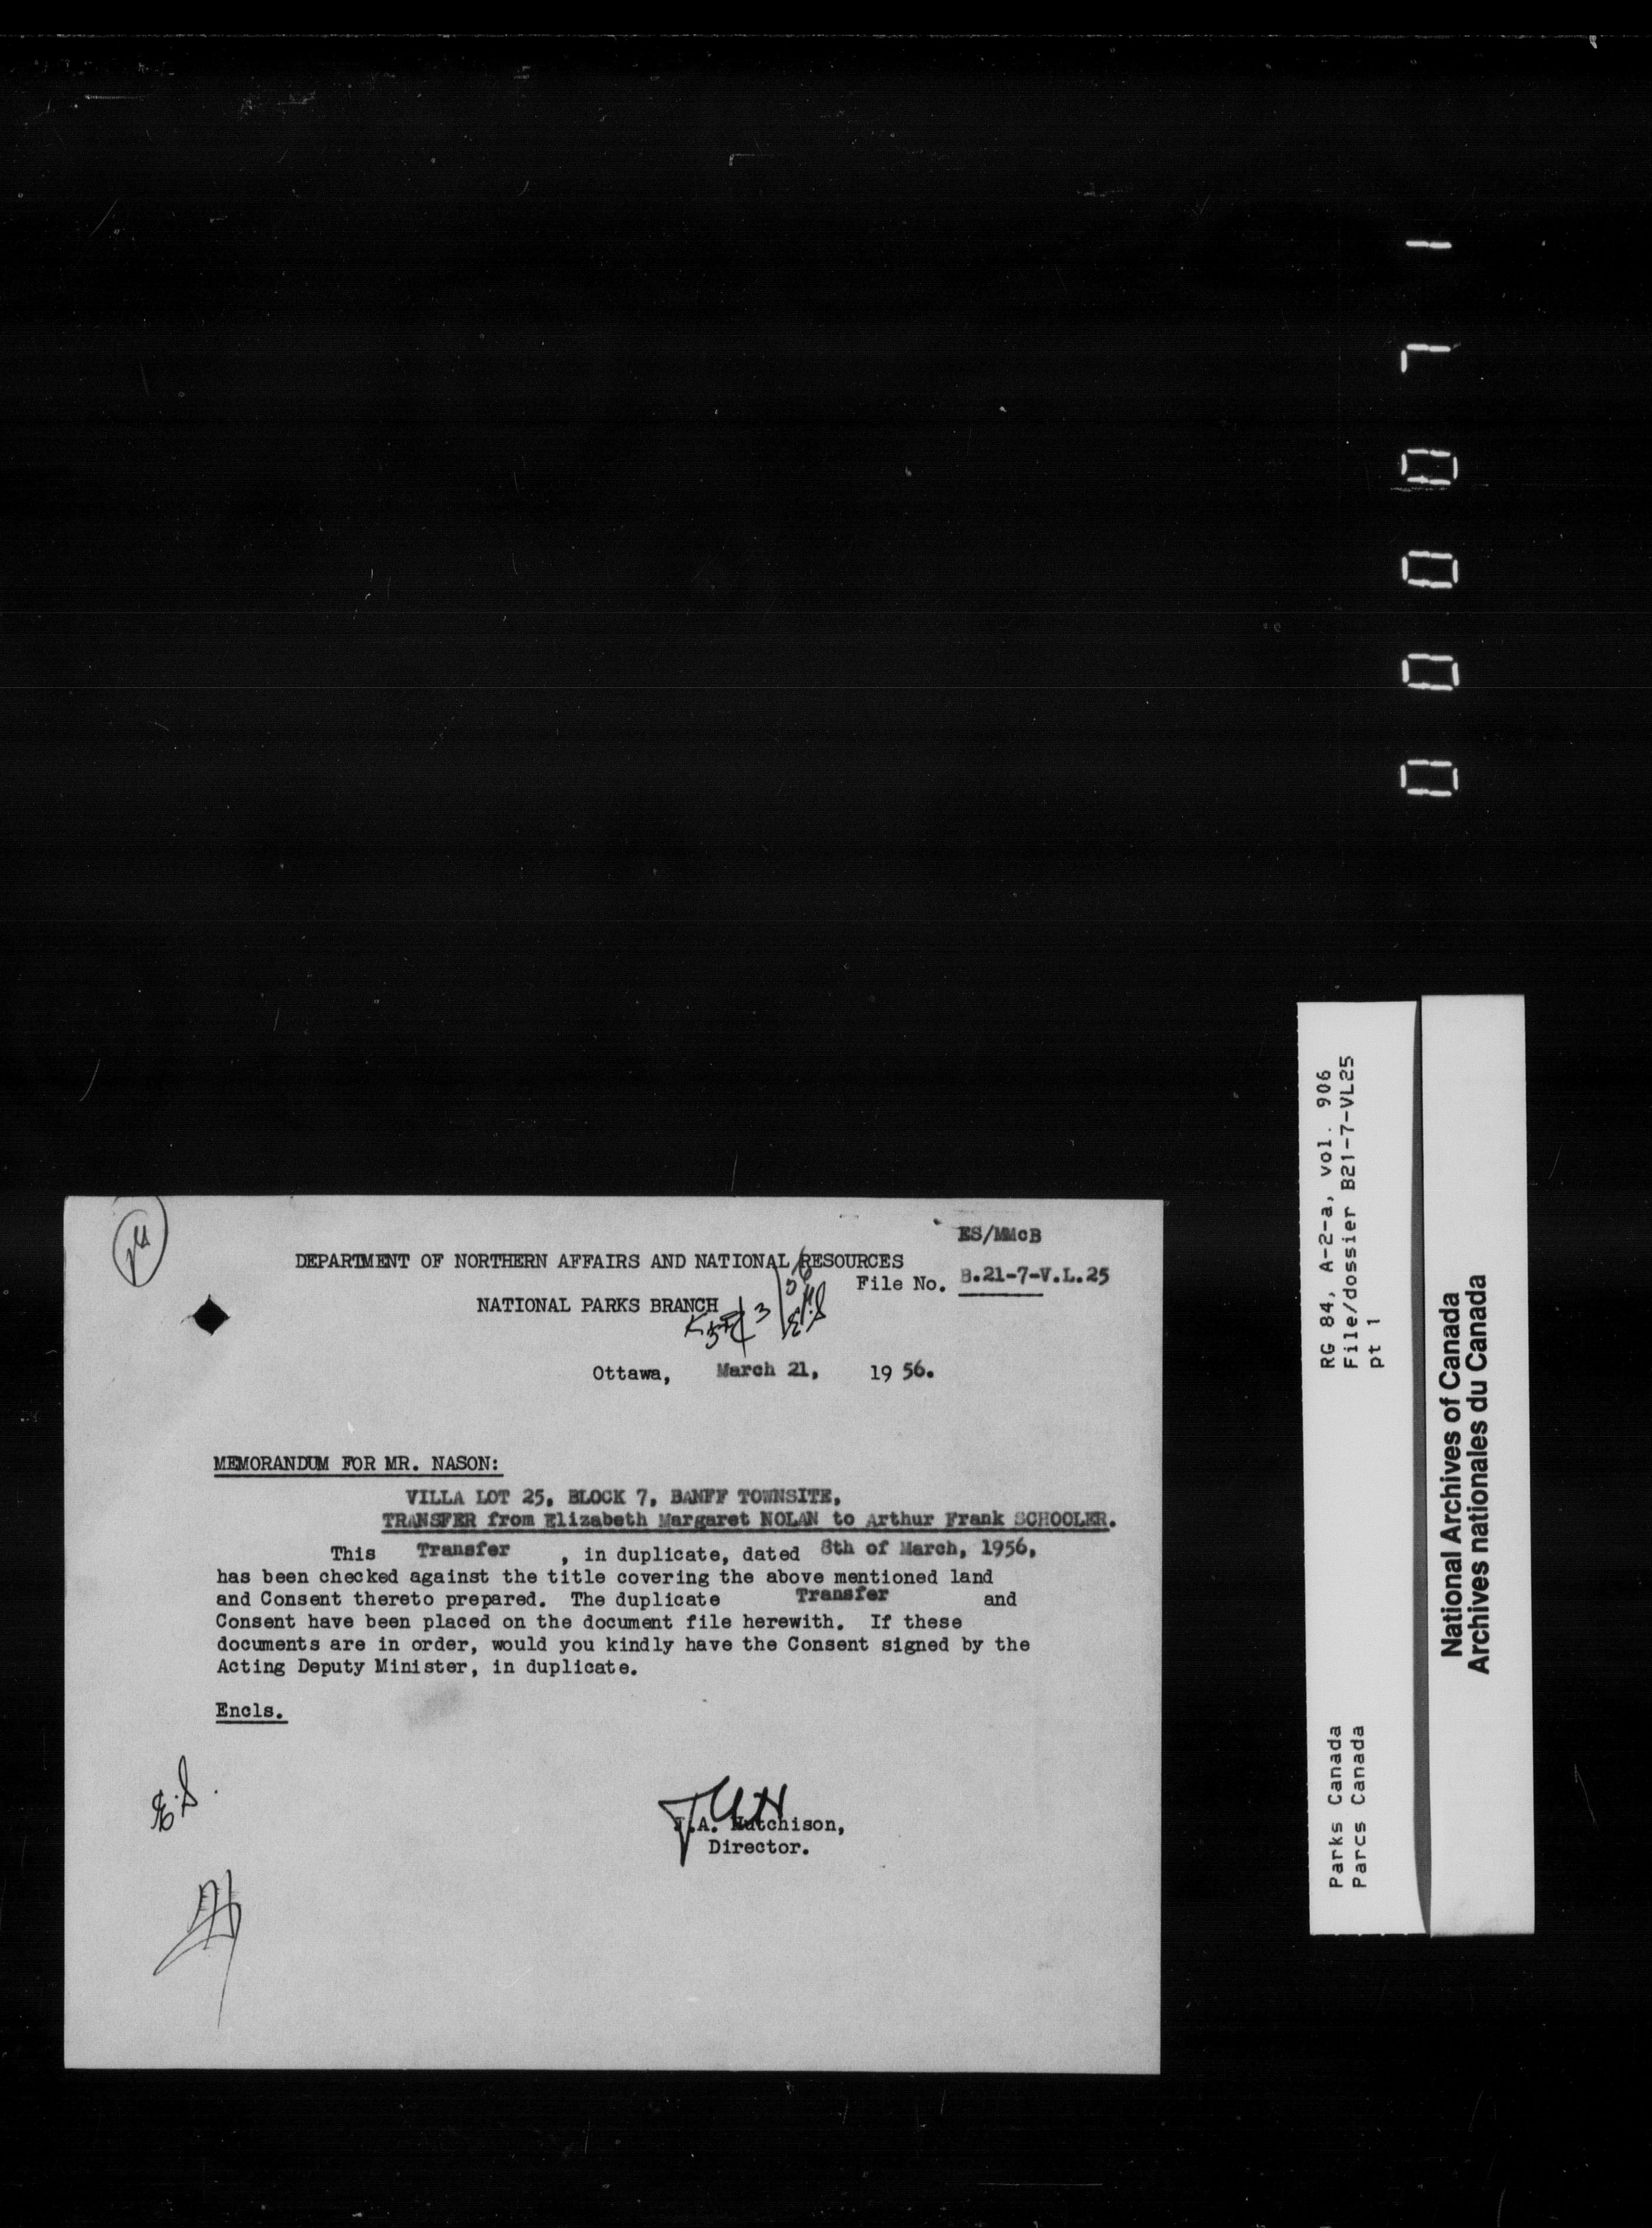 000071
ES/MMcB
DEPARTMENT OF NORTHERN AFFAIRS AND NATIONAL RESOURCES
File No. B.21-7-V.L.25
NATIONAL PARKS BRANCH
Ottawa, March 21, 1956.
MEMORANDUM FOR MR. NASON:
VILLA LOT 25, BLOCK 7, BANFF TOWNSITE,
TRANSFER from Elizabeth Margaret NOLAN to Arthur Frank SCHOOLER.
This Transfer , in duplicate, dated 8th of March, 1956,
has been checked against the title covering the above mentioned land
and Consent thereto prepared. The duplicate Transfer and
Consent have been placed on the document file herewith. If these
documents are in order, would you kindly have the Consent signed by the
Acting Deputy Minister, in duplicate.
Encls.
E.S.
JAH
J.A. Hutchison,
Director.
RG 84, A-2-a, vol. 906
File/dossier B21-7-VL25
pt 1
Parks Canada
Parcs Canada
National Archives of Canada
Archives nationales du Canada